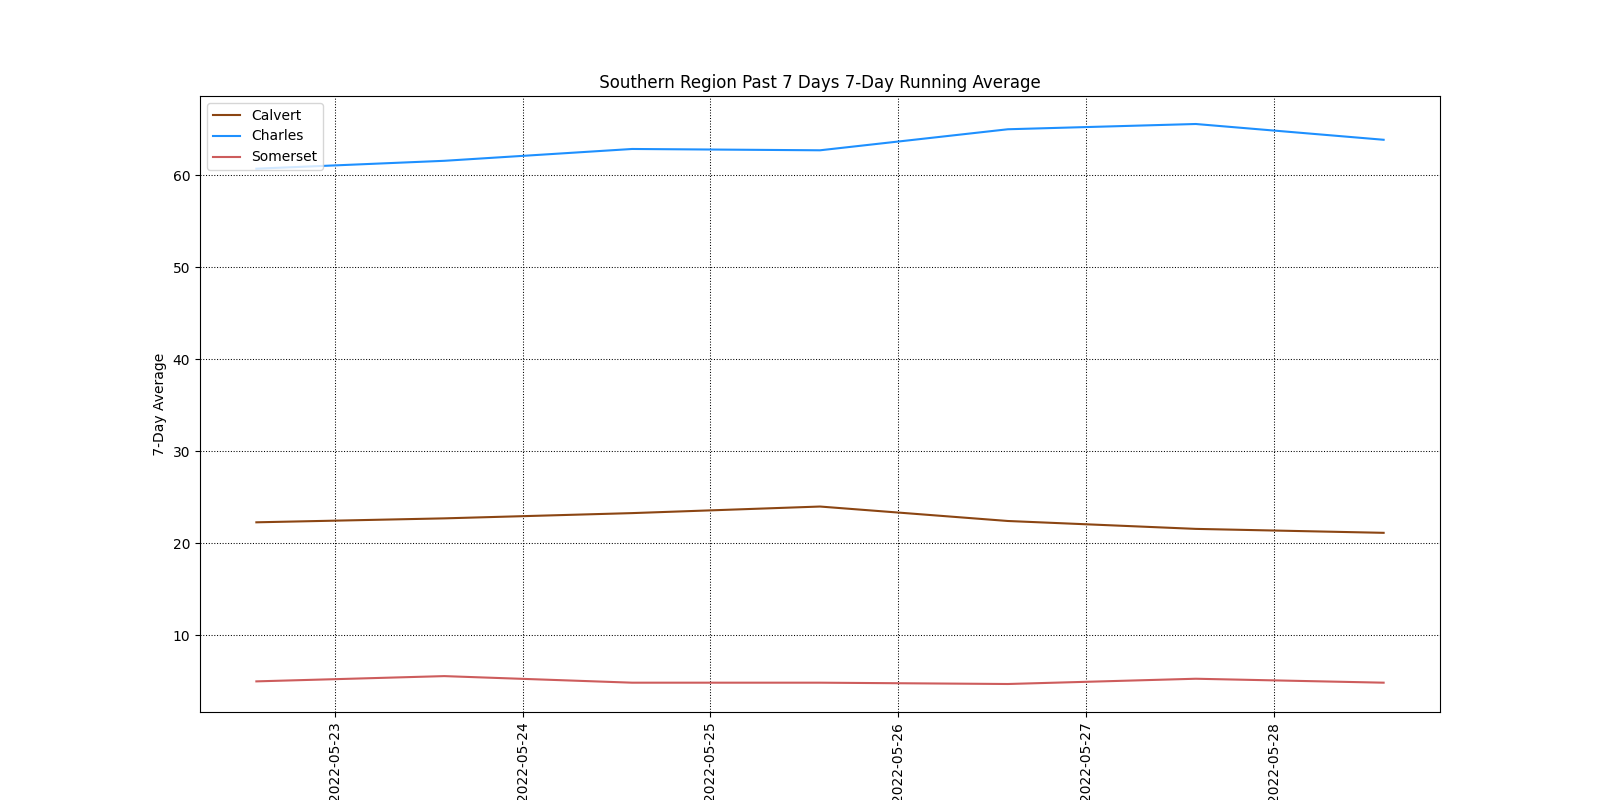 Southern Region Past 7 Days 7-Day Running Average
Calvert
Charles
Somerset
60
50
40
30
20
10
7-Day Average
2022-05-23
2022-05-24
2022-05-25
2022-05-26
2022-05-27
2022-05-28